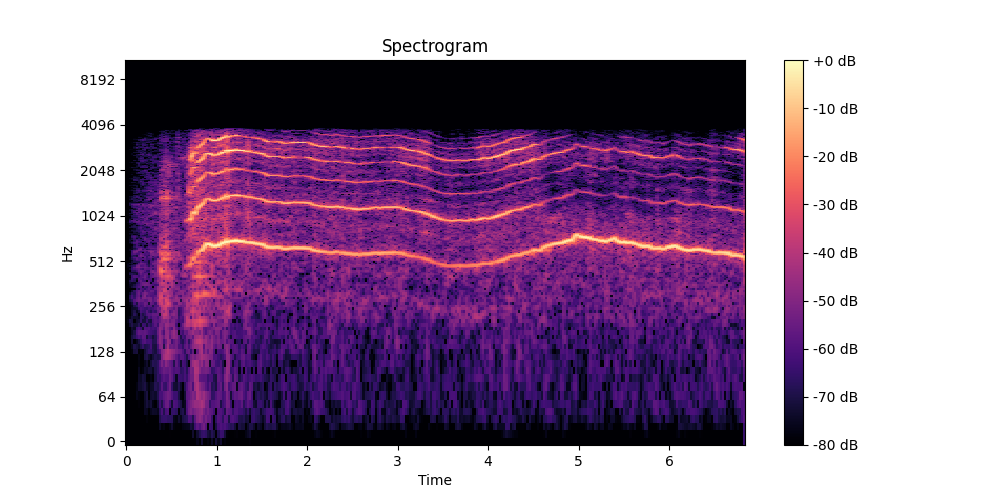 Spectrogram
8192
4096
2048
1024
512
256
128
64
0
Hz
0 1 2 3 4 5 6
Time
+0 dB
-10 dB
-20 dB
-30 dB
-40 dB
-50 dB
-60 dB
-70 dB
-80 dB